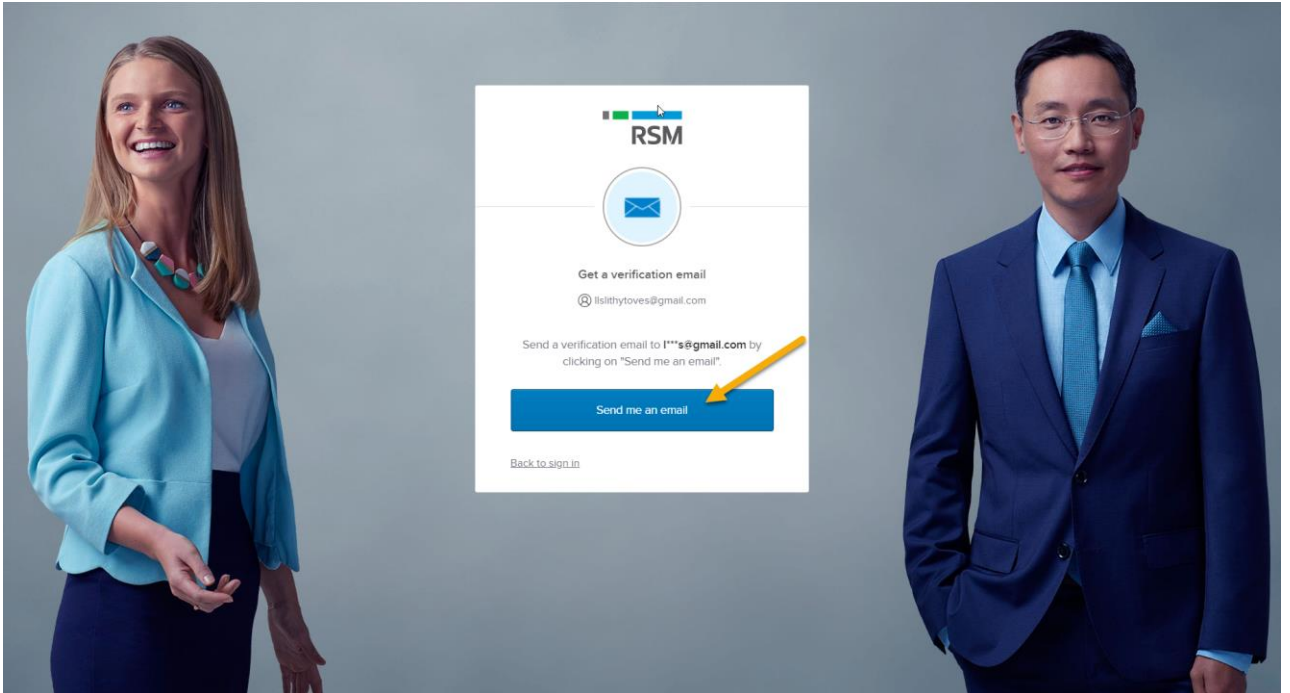 RSM
Get a verification email
llslithytoves@gmail.com
Send a verification email to l***s@gmail.com by
clicking on "Send me an email".
Send me an email
Back to sign in